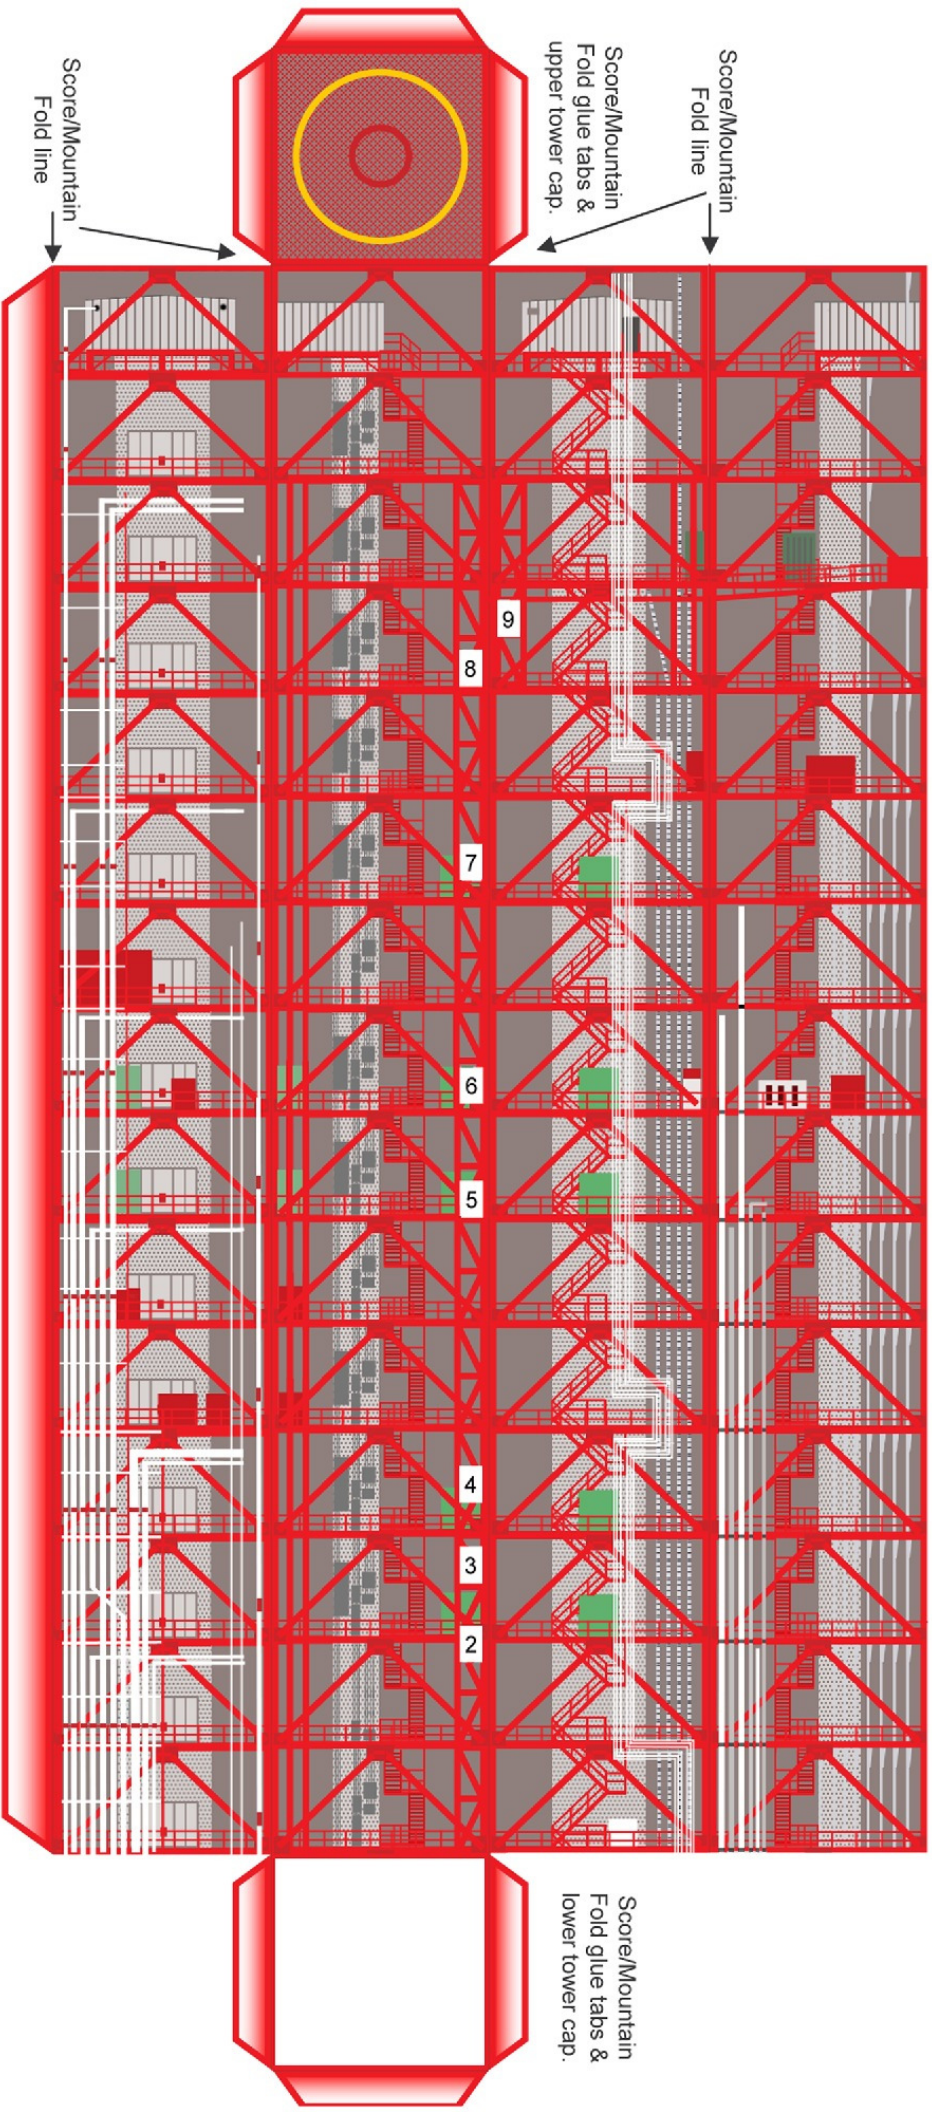 Score/Mountain
Fold line
Score/Mountain
Fold glue tabs &
upper tower cap.
Score/Mountain
Fold line
9
8
7
6
5
4
3
2
Score/Mountain
Fold glue tabs &
lower tower cap.